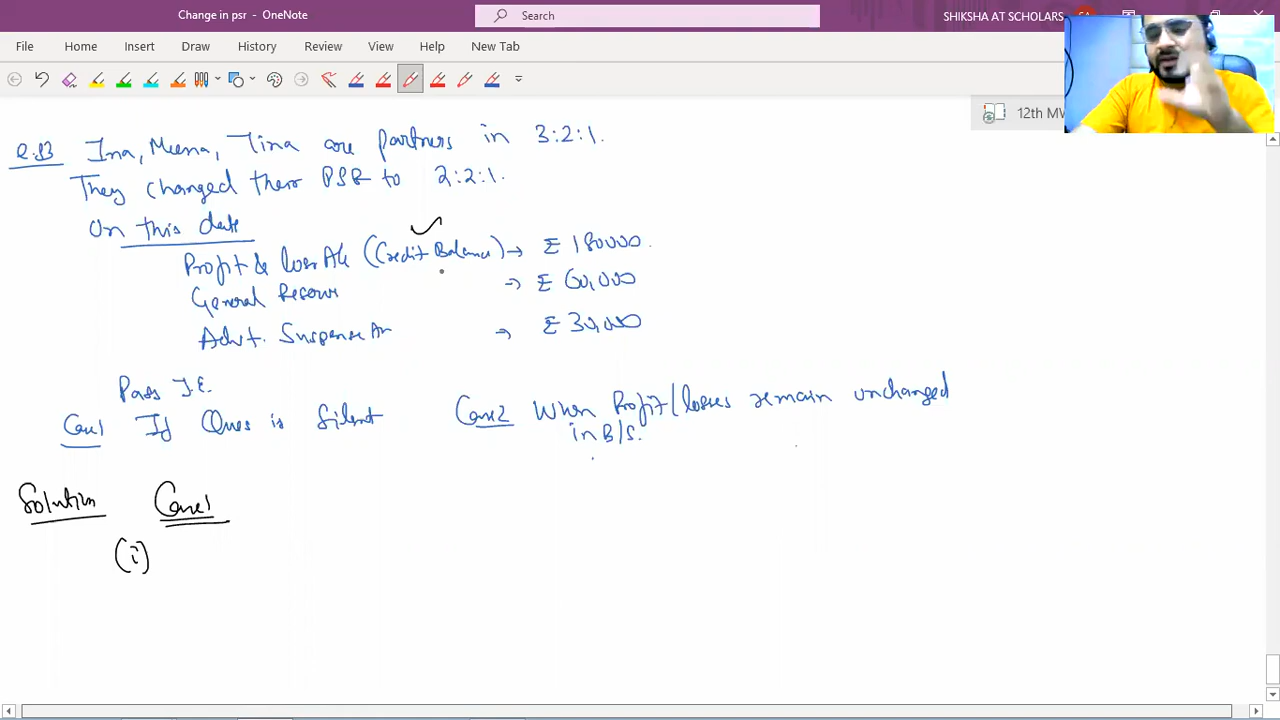 Change in psr - OneNote
Search
SHIKSHA AT SCHOLARS
File Home Insert Draw History Review View Help New Tab
12th MW
Q.13 Ina, Meena, Tina are partners in 3:2:1.
They changed their PSR to 2:2:1.
On this date
Profit & loss A/c (Credit Balance) → ₹ 180000.
General Reserve → ₹ 60,000
Advt. Suspense A/c → ₹ 30,000
Pass J.E.
Case1 If Ques is Silent
Case2 When Profit/losses remain unchanged
in B/S.
Solution Case1
(i)